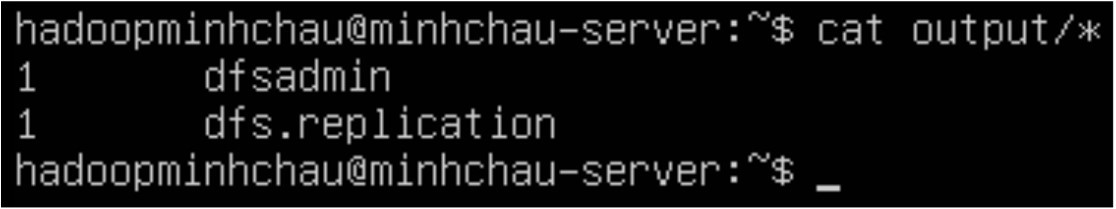 hadoopminhchau@minhchau-server:~$ cat output/*
1       dfsadmin
1       dfs.replication
hadoopminhchau@minhchau-server:~$ _